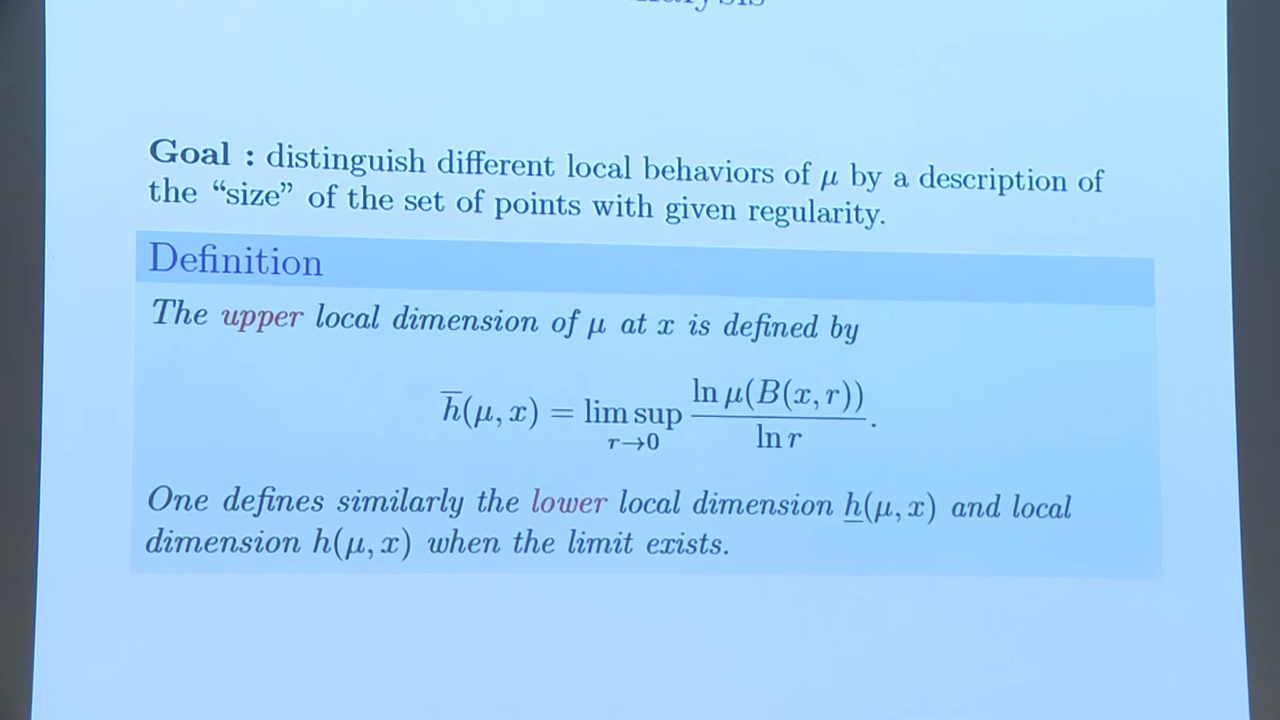 Goal : distinguish different local behaviors of μ by a description of
the “size” of the set of points with given regularity.
Definition
The upper local dimension of μ at x is defined by
h̅(μ, x) = lim sup_{r→0} ln μ(B(x, r)) / ln r.
One defines similarly the lower local dimension h̲(μ, x) and local
dimension h(μ, x) when the limit exists.